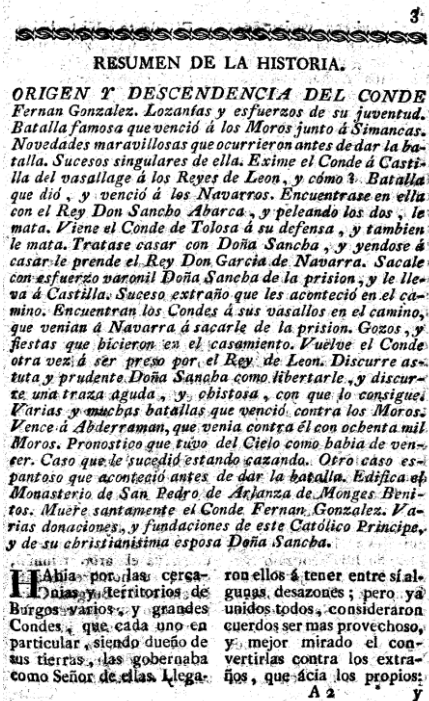 3
RESUMEN DE LA HISTORIA.
ORIGEN Y DESCENDENCIA DEL CONDE
Fernan Gonzalez. Lozanías y esfuerzos de su juventud.
Batalla famosa que venció á los Moros junto á Simancas.
Novedades maravillosas que ocurrieron antes de dar la ba-
talla. Sucesos singulares de ella. Exime el Conde á Casti-
lla del vasallage á los Reyes de Leon, y cómo? Batalla
que dió, y venció á los Navarros. Encuentrase en ella
con el Rey Don Sancho Abarca, y peleando los dos, le
mata. Viene el Conde de Tolosa á su defensa, y tambien
le mata. Tratase casar con Doña Sancha, y yendose á
casar le prende el Rey Don Garcia de Navarra. Sacale
con esfuerzo varonil Doña Sancha de la prision, y le lle-
va á Castilla. Suceso extraño que les aconteció en el ca-
mino. Encuentran los Condes á sus vasallos en el camino,
que venian á Navarra á sacarle de la prision. Gozos, y
fiestas que bicieron en el casamiento. Vuelve el Conde
otra vez á ser preso por el Rey de Leon. Discurre as-
tuta y prudente Doña Sancha como libertarle, y discur-
re una traza aguda, y chistosa, con que lo consigue.
Varias y muchas batallas que venció contra los Moros.
Vence á Abderraman, que venia contra él con ochenta mil
Moros. Pronostico que tuvo del Cielo como habia de ven-
cer. Caso que le sucedió estando cazando. Otro caso es-
pantoso que aconteció antes de dar la batalla. Edifica el
Monasterio de San Pedro de Arlanza de Monges Beni-
tos. Muere santamente el Conde Fernan Gonzalez. Va-
rias donaciones, y fundaciones de este Católico Principe,
y de su christianisima esposa Doña Sancha.
HAbia por las cerca-
nias y territorios de
Burgos varios, y grandes
Condes, que cada uno en
particular, siendo dueño de
sus tierras, las gobernaba
como Señor de ellas. Llega-
ron ellos á tener entre sí al-
gunas desazones; pero ya
unidos todos, consideraron
cuerdos ser mas provechoso,
y mejor mirado el con-
vertirlas contra los extra-
ños, que ácia los propios:
A 2 y